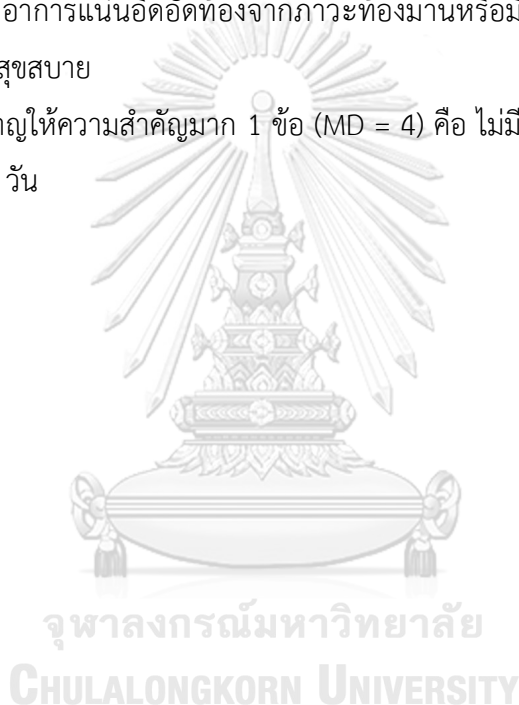 อาการแน่นอึดอัดท้องจากภาวะท้องมานหรือมี
สุขสบาย
ญให้ความสำคัญมาก 1 ข้อ (MD = 4) คือ ไม่มี
วัน
จุฬาลงกรณ์มหาวิทยาลัย
CHULALONGKORN UNIVERSITY